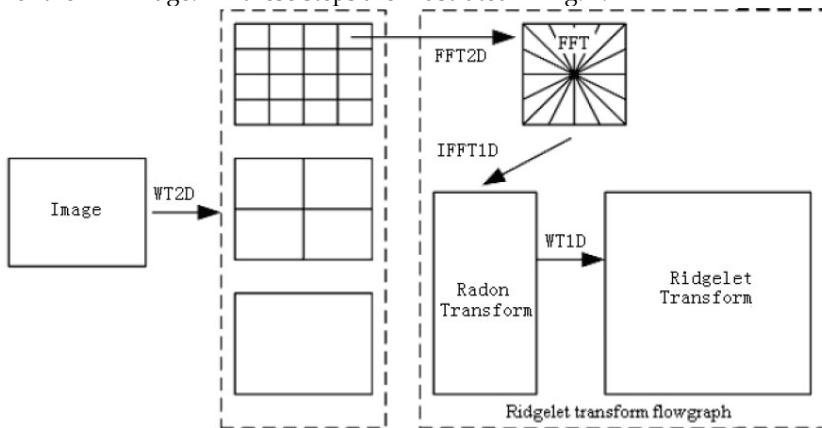 FFT2D
FFT
IFFT1D
Image
WT2D
WT1D
Radon
Transform
Ridgelet
Transform
Ridgelet transform flowgraph